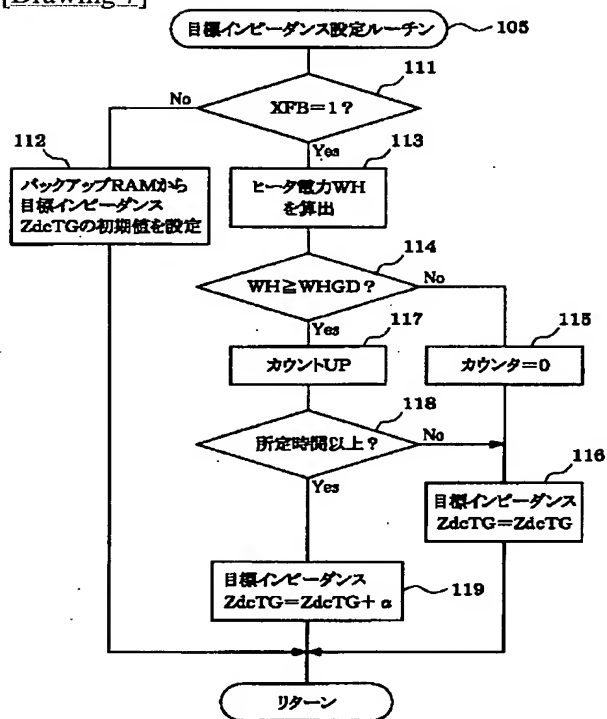 [Drawing 7]
目標インピーダンス設定ルーチン
105
111
XFB=1?
No
Yes
112
バックアップRAMから
目標インピーダンス
ZdcTGの初期値を設定
113
ヒータ電力WH
を算出
114
WH≧WHGD?
No
Yes
117
カウントUP
115
カウンタ=0
118
所定時間以上?
No
Yes
116
目標インピーダンス
ZdcTG=ZdcTG
目標インピーダンス
ZdcTG=ZdcTG+α
119
リターン